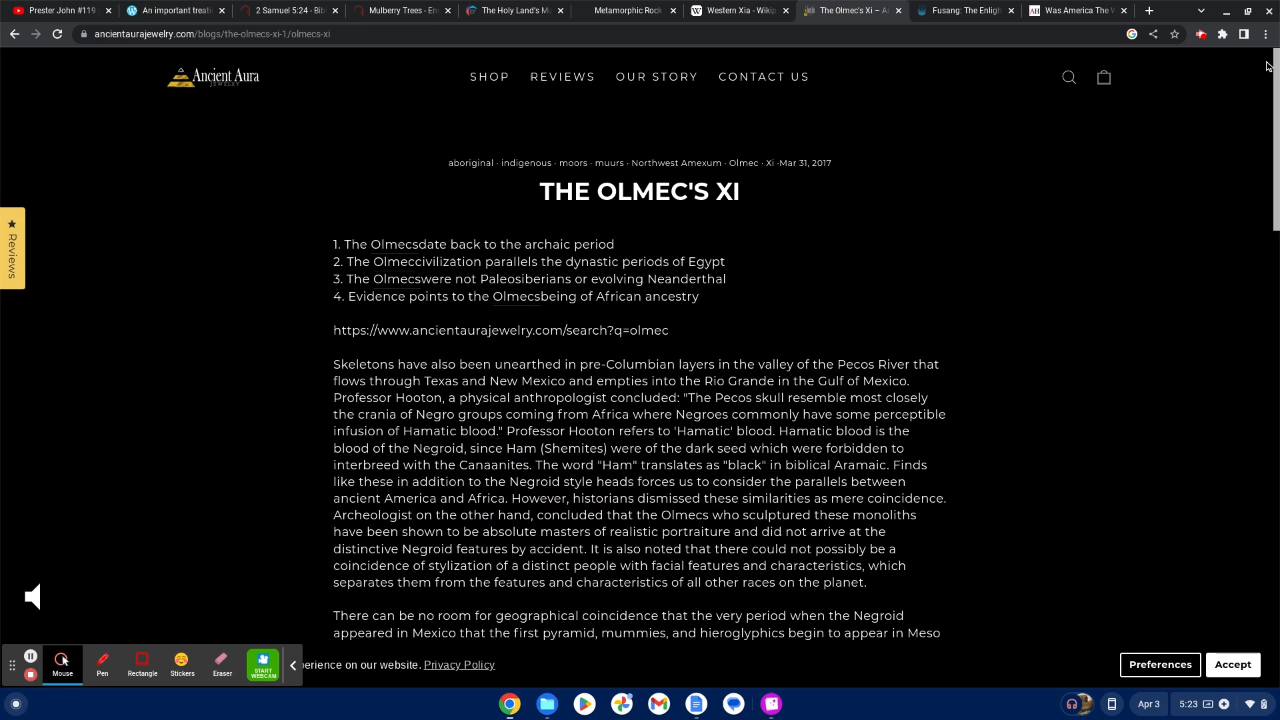 Prester John #119
An important treati
2 Samuel 5:24 - Bib
Mulberry Trees - En
The Holy Land's Mu
Metamorphic Rock
Western Xia - Wikip
The Olmec's Xi – A
Fusang: The Enligh
Was America The W
ancientaurajewelry.com/blogs/the-olmecs-xi-1/olmecs-xi
Ancient Aura
JEWELRY
SHOP REVIEWS OUR STORY CONTACT US
aboriginal · indigenous · moors · muurs · Northwest Amexum · Olmec · Xi ·Mar 31, 2017
THE OLMEC'S XI
★ Reviews
1. The Olmecsdate back to the archaic period
2. The Olmeccivilization parallels the dynastic periods of Egypt
3. The Olmecswere not Paleosiberians or evolving Neanderthal
4. Evidence points to the Olmecsbeing of African ancestry
https://www.ancientaurajewelry.com/search?q=olmec
Skeletons have also been unearthed in pre-Columbian layers in the valley of the Pecos River that
flows through Texas and New Mexico and empties into the Rio Grande in the Gulf of Mexico.
Professor Hooton, a physical anthropologist concluded: "The Pecos skull resemble most closely
the crania of Negro groups coming from Africa where Negroes commonly have some perceptible
infusion of Hamatic blood." Professor Hooton refers to 'Hamatic' blood. Hamatic blood is the
blood of the Negroid, since Ham (Shemites) were of the dark seed which were forbidden to
interbreed with the Canaanites. The word "Ham" translates as "black" in biblical Aramaic. Finds
like these in addition to the Negroid style heads forces us to consider the parallels between
ancient America and Africa. However, historians dismissed these similarities as mere coincidence.
Archeologist on the other hand, concluded that the Olmecs who sculptured these monoliths
have been shown to be absolute masters of realistic portraiture and did not arrive at the
distinctive Negroid features by accident. It is also noted that there could not possibly be a
coincidence of stylization of a distinct people with facial features and characteristics, which
separates them from the features and characteristics of all other races on the planet.
There can be no room for geographical coincidence that the very period when the Negroid
appeared in Mexico that the first pyramid, mummies, and hieroglyphics begin to appear in Meso
perience on our website. Privacy Policy
Preferences
Accept
Mouse Pen Rectangle Stickers Eraser START WEBCAM
Apr 3 5:23